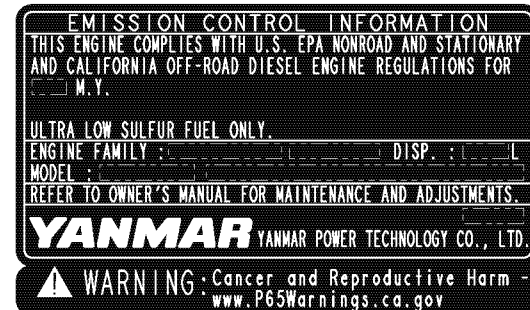 EMISSION CONTROL INFORMATION
THIS ENGINE COMPLIES WITH U.S. EPA NONROAD AND STATIONARY
AND CALIFORNIA OFF-ROAD DIESEL ENGINE REGULATIONS FOR
M.Y.
ULTRA LOW SULFUR FUEL ONLY.
ENGINE FAMILY : DISP. : L
MODEL :
REFER TO OWNER'S MANUAL FOR MAINTENANCE AND ADJUSTMENTS.
YANMAR YANMAR POWER TECHNOLOGY CO., LTD.
WARNING: Cancer and Reproductive Harm -
www.P65Warnings.ca.gov